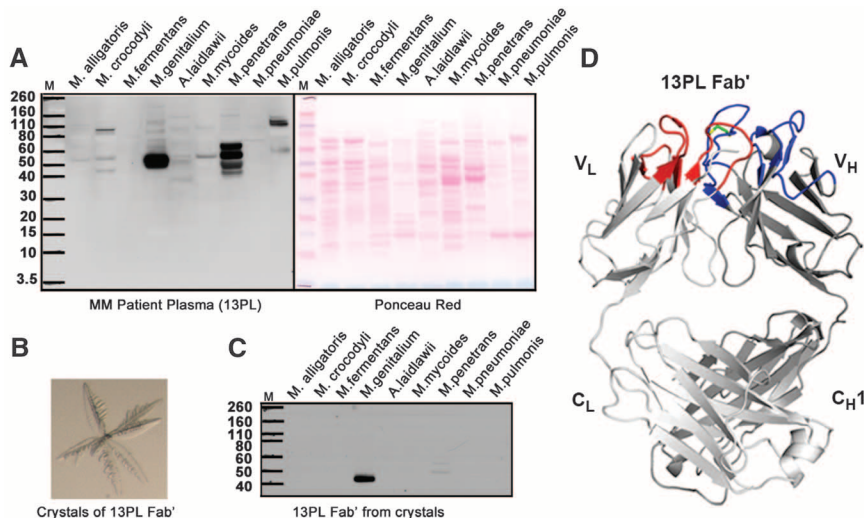 A
M
M. alligatoris
M. crocodyli
M.fermentans
M.genitalium
A.laidlawii
M.mycoides
M.penetrans
M.pneumoniae
M.pulmonis
M
M. alligatoris
M. crocodyli
M.fermentans
M.genitalium
A.laidlawii
M.mycoides
M.penetrans
M.pneumoniae
M.pulmonis
260
160
110
80
60
50
40
30
20
15
10
3.5
MM Patient Plasma (13PL)
Ponceau Red
B
Crystals of 13PL Fab'
C
M
M. alligatoris
M. crocodyli
M.fermentans
M.genitalium
A.laidlawii
M.mycoides
M.penetrans
M.pneumoniae
M.pulmonis
260
160
110
80
60
50
40
13PL Fab' from crystals
D
13PL Fab'
VL
VH
CL
CH1